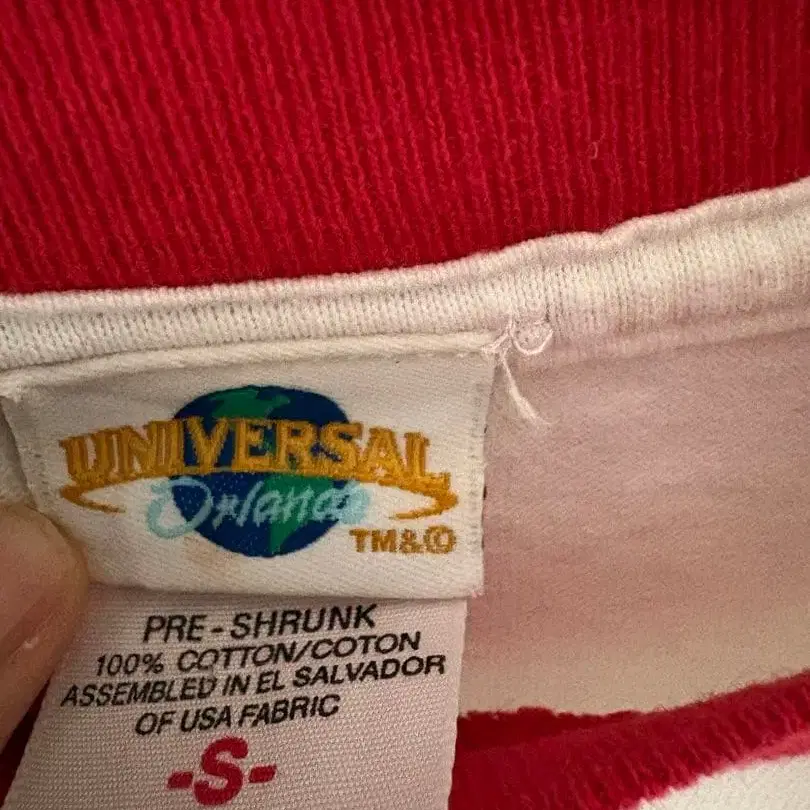 UNIVERSAL
Orlando
TM&©
PRE-SHRUNK
100% COTTON/COTON
ASSEMBLED IN EL SALVADOR
OF USA FABRIC
-S-